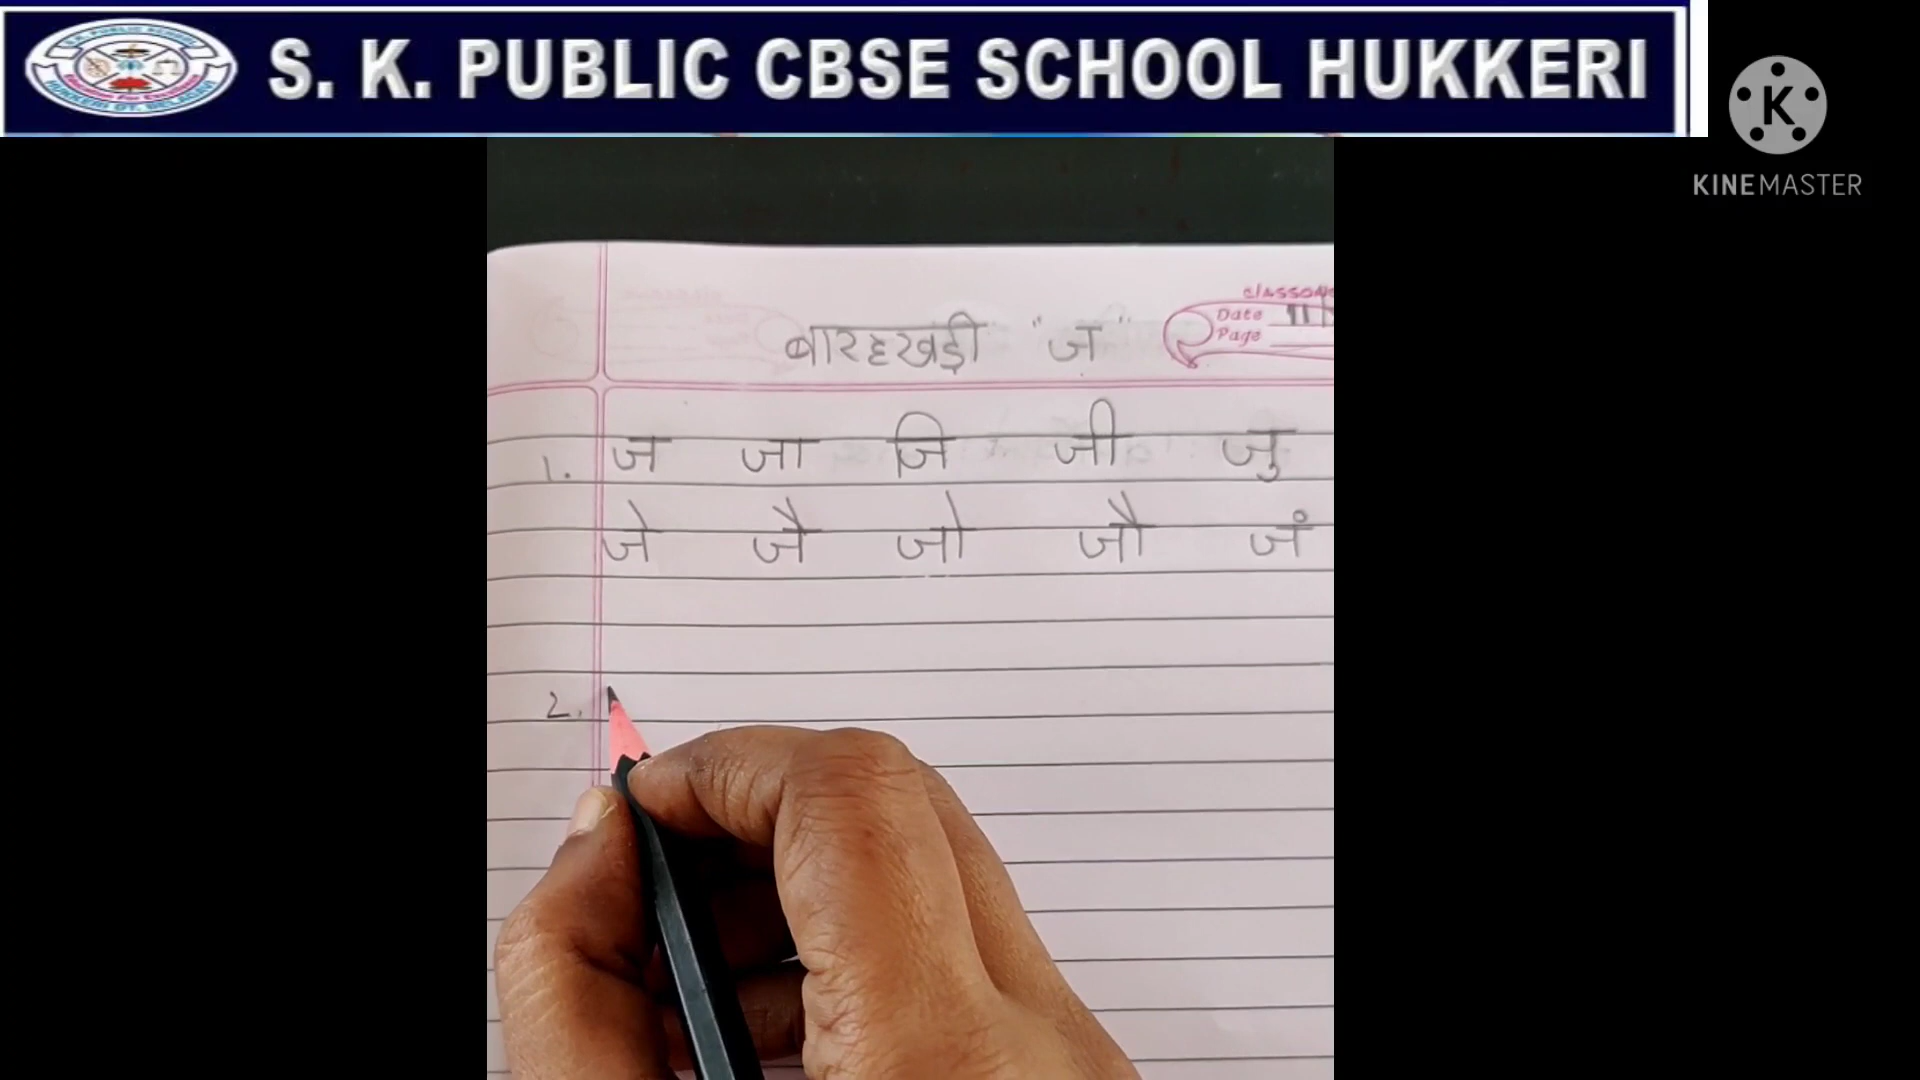 S. K. PUBLIC CBSE SCHOOL HUKKERI
K
KINEMASTER
Date
Page
बारहखड़ी "ज"
1. ज जा जि जी जु
जे जै जो जौ जं
2.